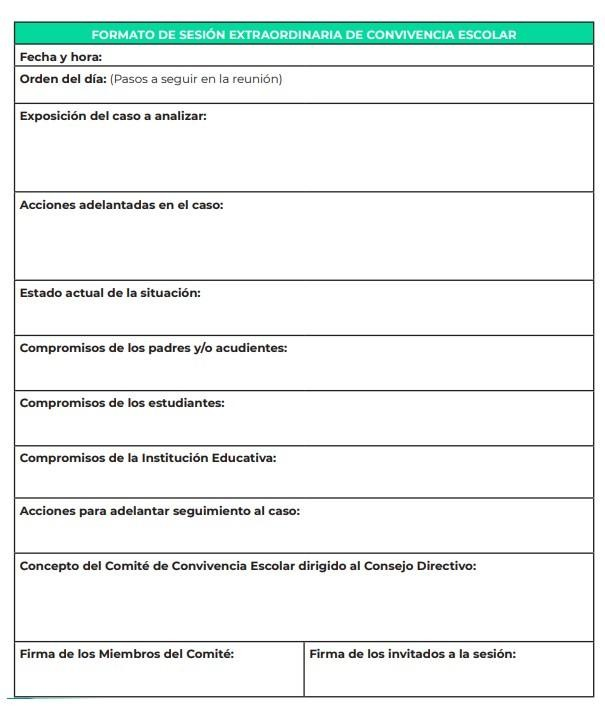 FORMATO DE SESIÓN EXTRAORDINARIA DE CONVIVENCIA ESCOLAR
Fecha y hora:
Orden del día: (Pasos a seguir en la reunión)
Exposición del caso a analizar:
Acciones adelantadas en el caso:
Estado actual de la situación:
Compromisos de los padres y/o acudientes:
Compromisos de los estudiantes:
Compromisos de la Institución Educativa:
Acciones para adelantar seguimiento al caso:
Concepto del Comité de Convivencia Escolar dirigido al Consejo Directivo:
Firma de los Miembros del Comité:
Firma de los invitados a la sesión: